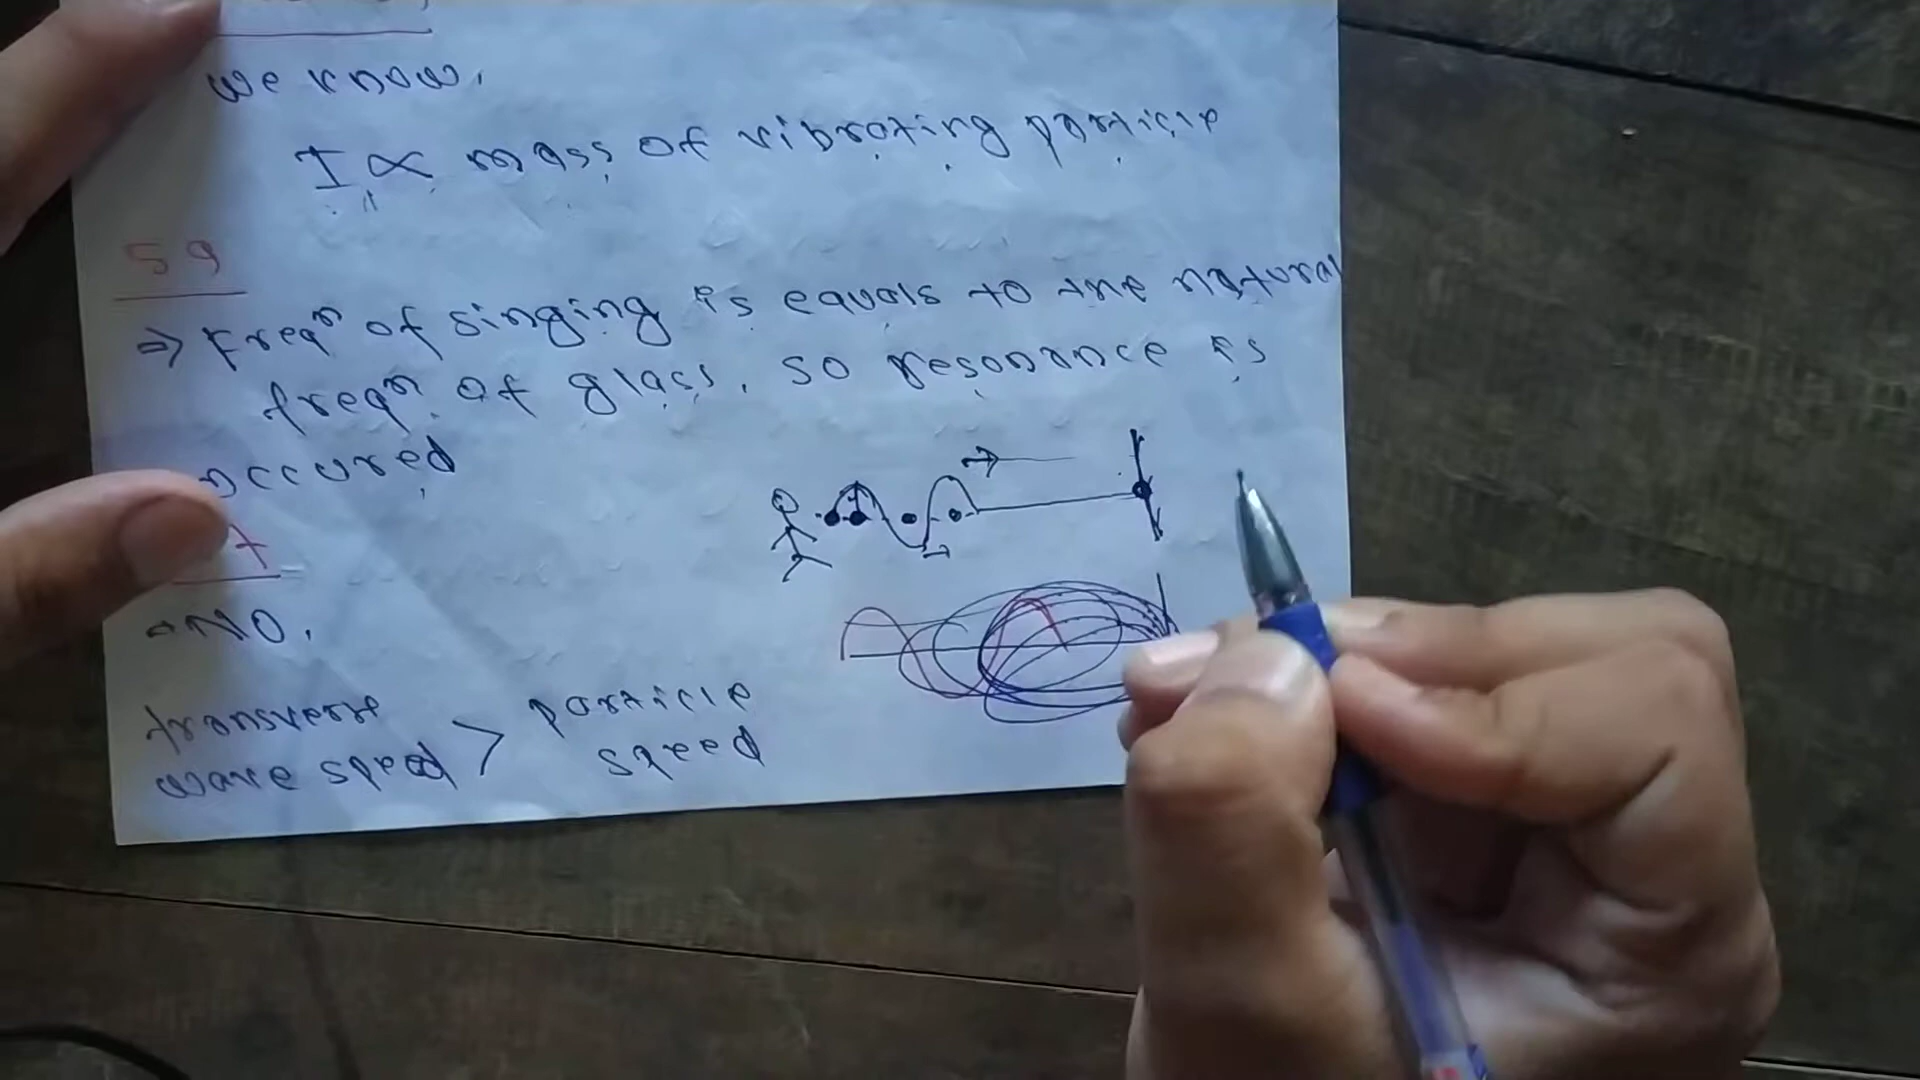 we know,
I ∝ mass of vibrating particle
59
⇒ Freqⁿ of singing is equals to the natural
freqⁿ of glass, so resonance is
occured
⇒ NO.
transverse
wave speed > particle
speed